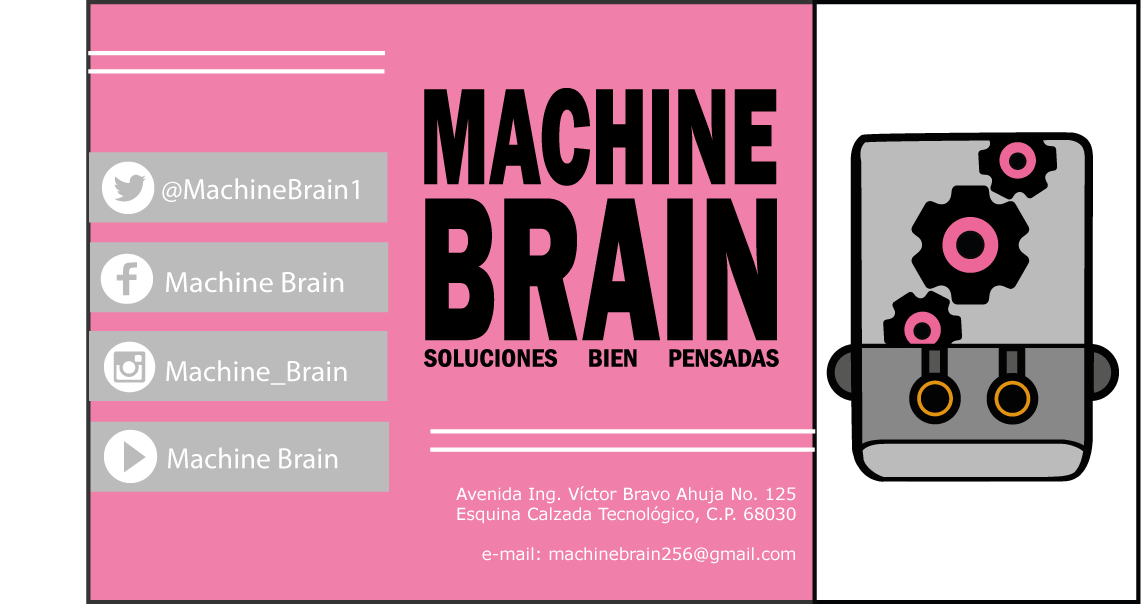 @MachineBrain1
Machine Brain
Machine_Brain
Machine Brain
MACHINE
BRAIN
SOLUCIONES BIEN PENSADAS
Avenida Ing. Víctor Bravo Ahuja No. 125
Esquina Calzada Tecnológico, C.P. 68030
e-mail: machinebrain256@gmail.com